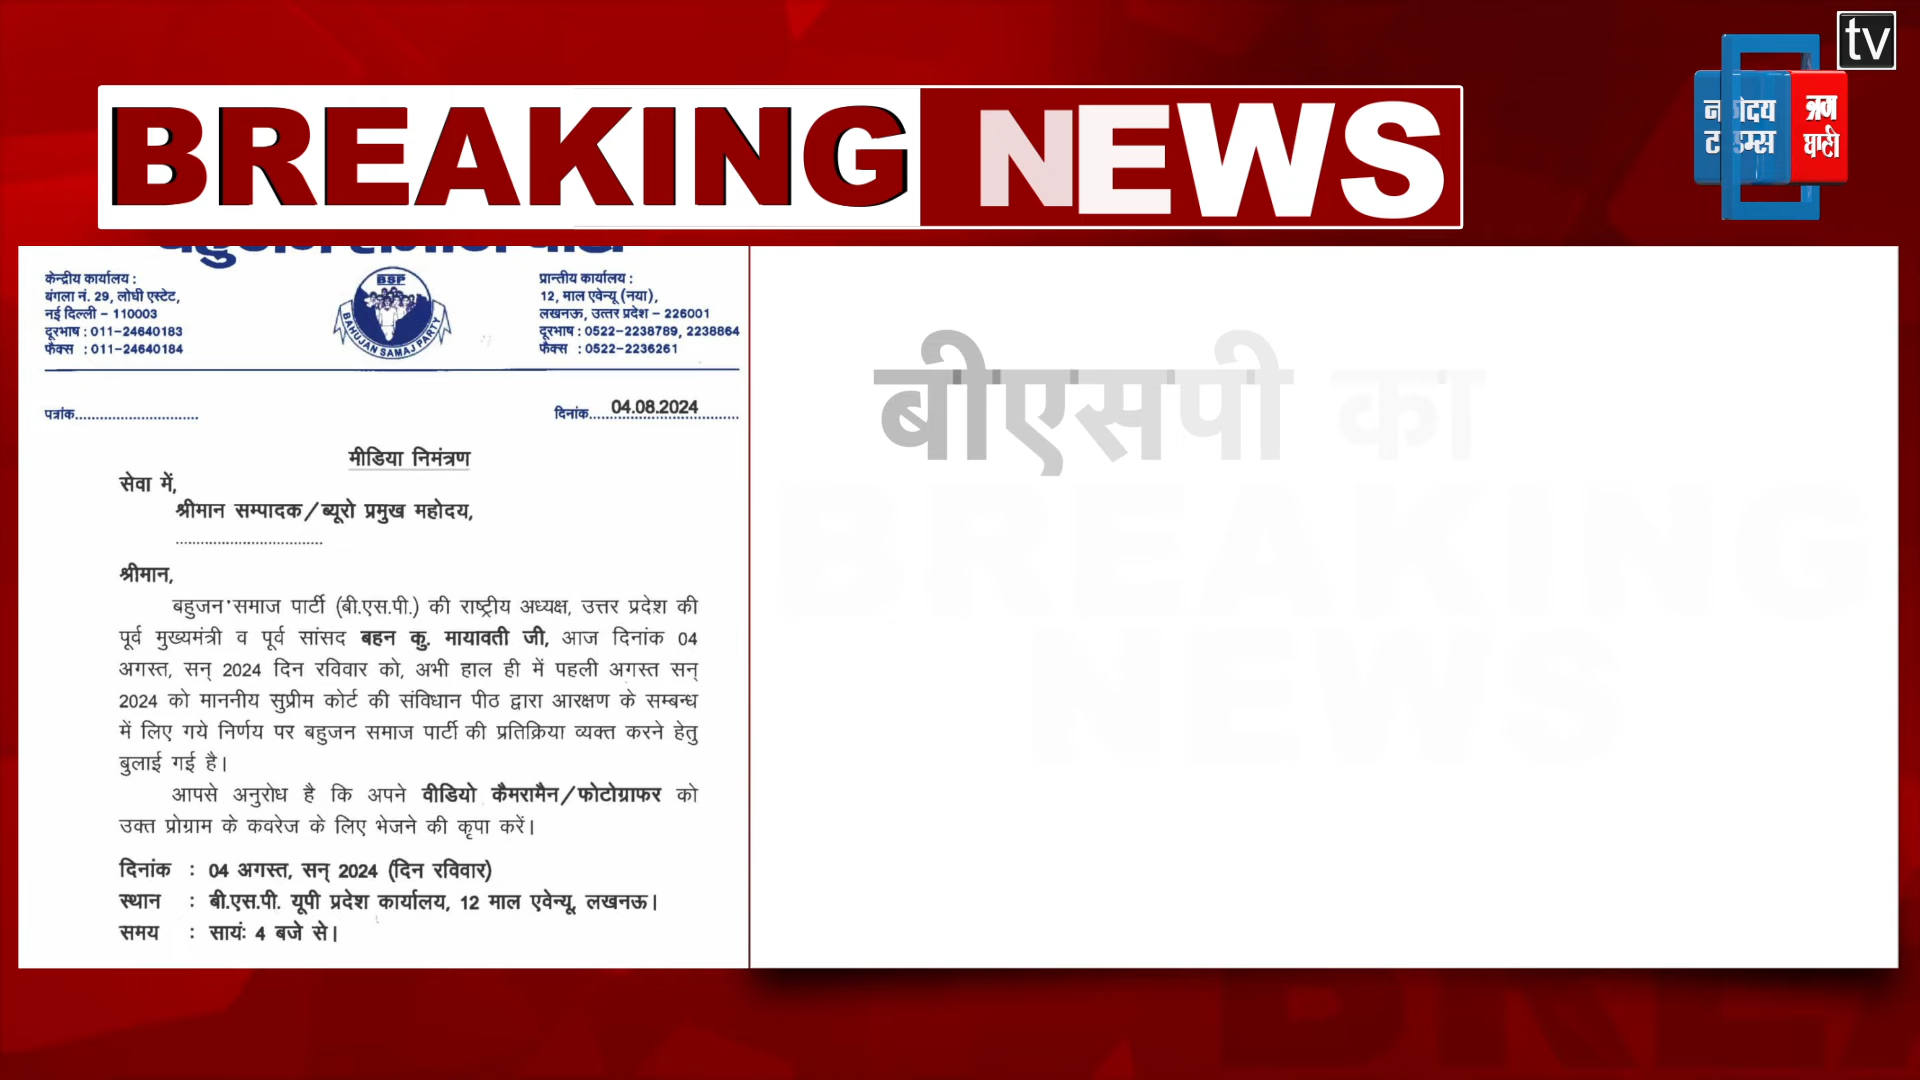 tv
BREAKING NEWS
केन्द्रीय कार्यालय :
बंगला नं. 29, लोधी एस्टेट,
नई दिल्ली – 110003
दूरभाष : 011-24640183
फैक्स : 011-24640184
BSP
BAHUJAN SAMAJ PARTY
प्रान्तीय कार्यालय :
12, माल एवेन्यू (नया),
लखनऊ, उत्तर प्रदेश – 226001
दूरभाष : 0522-2238789, 2238864
फैक्स : 0522-2236261
पत्रांक.............................
दिनांक......04.08.2024..........
मीडिया निमंत्रण
सेवा में,
श्रीमान सम्पादक/ब्यूरो प्रमुख महोदय,
....................................
श्रीमान,
बहुजन समाज पार्टी (बी.एस.पी.) की राष्ट्रीय अध्यक्ष, उत्तर प्रदेश की
पूर्व मुख्यमंत्री व पूर्व सांसद बहन कु. मायावती जी, आज दिनांक 04
अगस्त, सन् 2024 दिन रविवार को, अभी हाल ही में पहली अगस्त सन्
2024 को माननीय सुप्रीम कोर्ट की संविधान पीठ द्वारा आरक्षण के सम्बन्ध
में लिए गये निर्णय पर बहुजन समाज पार्टी की प्रतिक्रिया व्यक्त करने हेतु
बुलाई गई है।
आपसे अनुरोध है कि अपने वीडियो कैमरामैन/फोटोग्राफर को
उक्त प्रोग्राम के कवरेज के लिए भेजने की कृपा करें।
दिनांक : 04 अगस्त, सन् 2024 (दिन रविवार)
स्थान : बी.एस.पी. यूपी प्रदेश कार्यालय, 12 माल एवेन्यू, लखनऊ।
समय : सायंः 4 बजे से।
बीएसपी का
BREAKING
NEWS